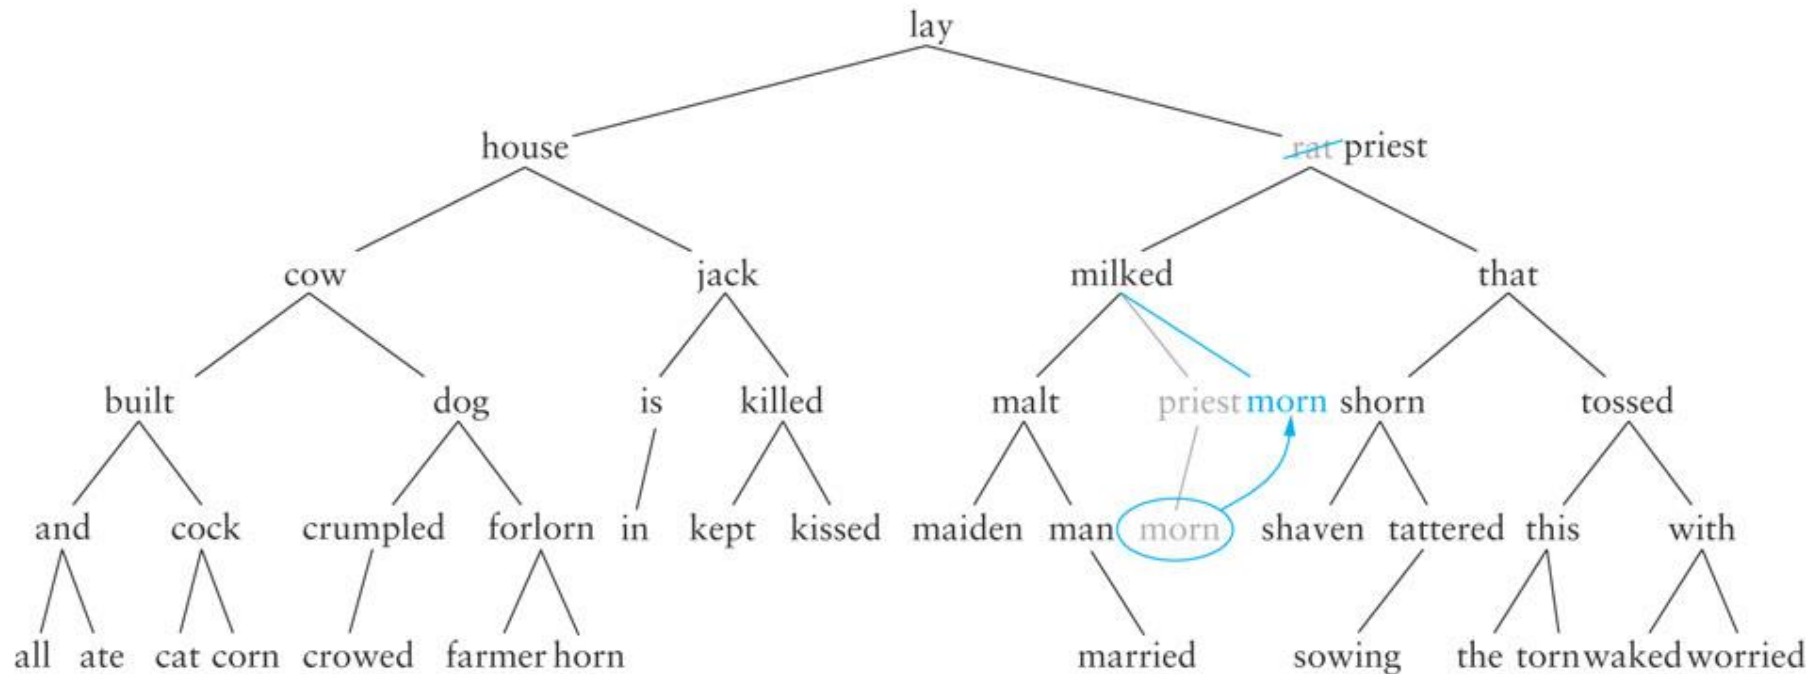 lay
house rat priest
cow jack milked that
built dog is killed malt priest morn shorn tossed
and cock crumpled forlorn in kept kissed maiden man morn shaven tattered this with
all ate cat corn crowed farmer horn married sowing the torn waked worried